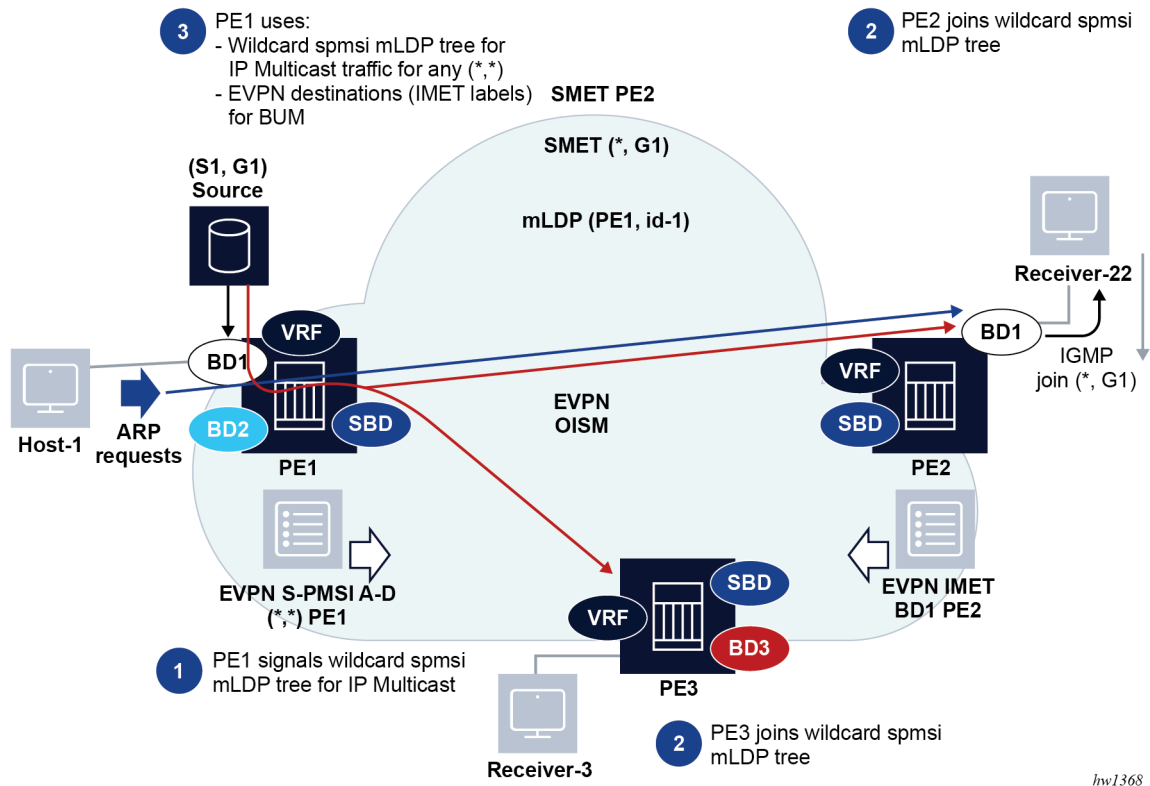 3
PE1 uses:
- Wildcard spmsi mLDP tree for
IP Multicast traffic for any (*,*)
- EVPN destinations (IMET labels)
for BUM
2
PE2 joins wildcard spmsi
mLDP tree
SMET PE2
SMET (*, G1)
mLDP (PE1, id-1)
(S1, G1)
Source
Receiver-22
VRF
BD1
BD1
IGMP
join (*, G1)
Host-1
ARP
requests
BD2
SBD
PE1
EVPN
OISM
VRF
SBD
PE2
EVPN S-PMSI A-D
(*,*) PE1
EVPN IMET
BD1 PE2
SBD
VRF
BD3
PE3
1
PE1 signals wildcard spmsi
mLDP tree for IP Multicast
Receiver-3
2
PE3 joins wildcard spmsi
mLDP tree
hw1368